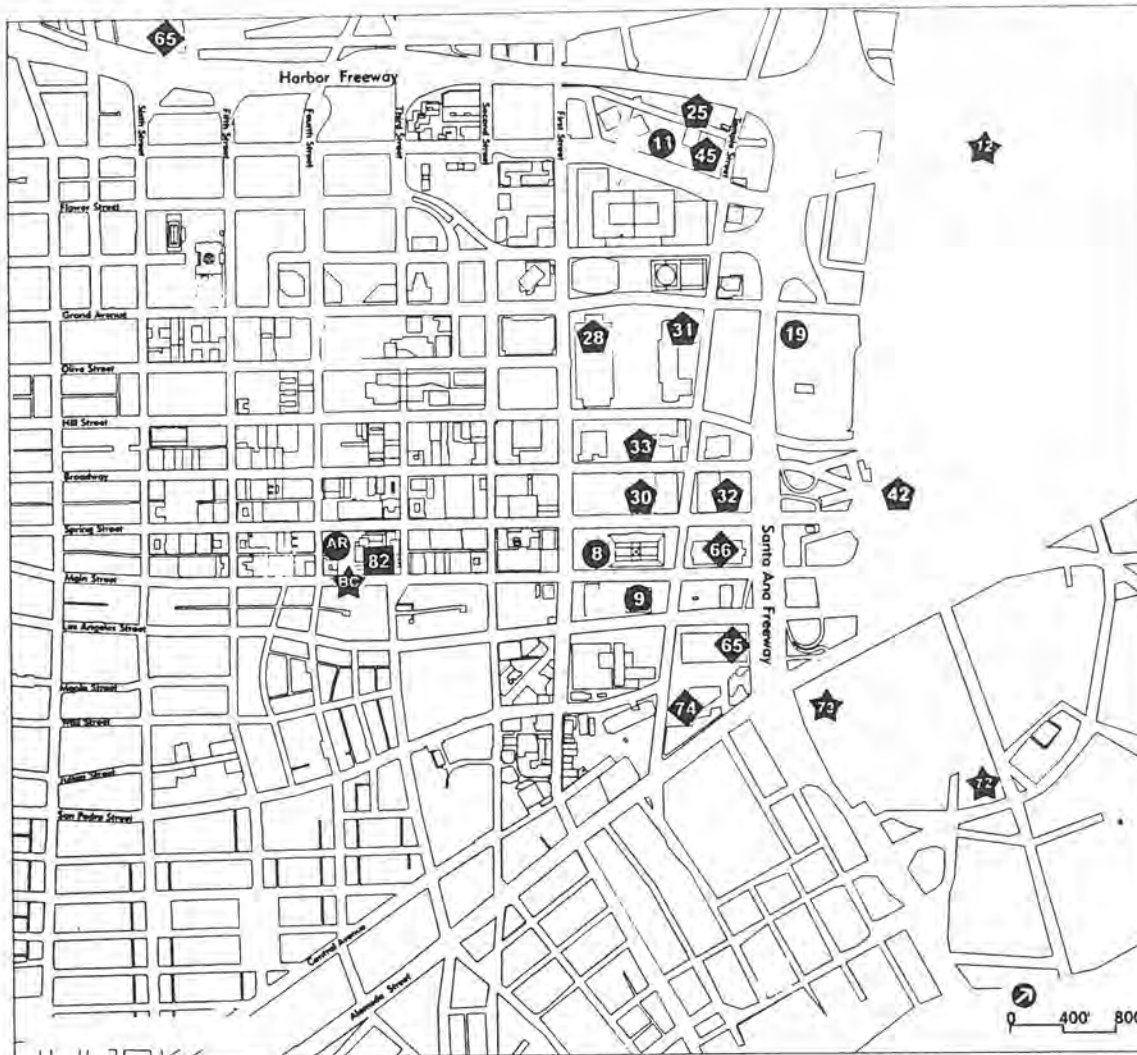 65
Harbor Freeway
Sixth Street
Fifth Street
Fourth Street
Third Street
Second Street
First Street
25
11
45
Temple Street
12
Flower Street
Grand Avenue
28
31
19
Olive Street
Hill Street
33
Broadway
30
32
42
Spring Street
AR
82
8
66
Santa Ana Freeway
Main Street
BC
9
Los Angeles Street
65
Maple Street
74
73
Wall Street
72
Julian Street
San Pedro Street
Central Avenue
Alameda Street
0 400' 800